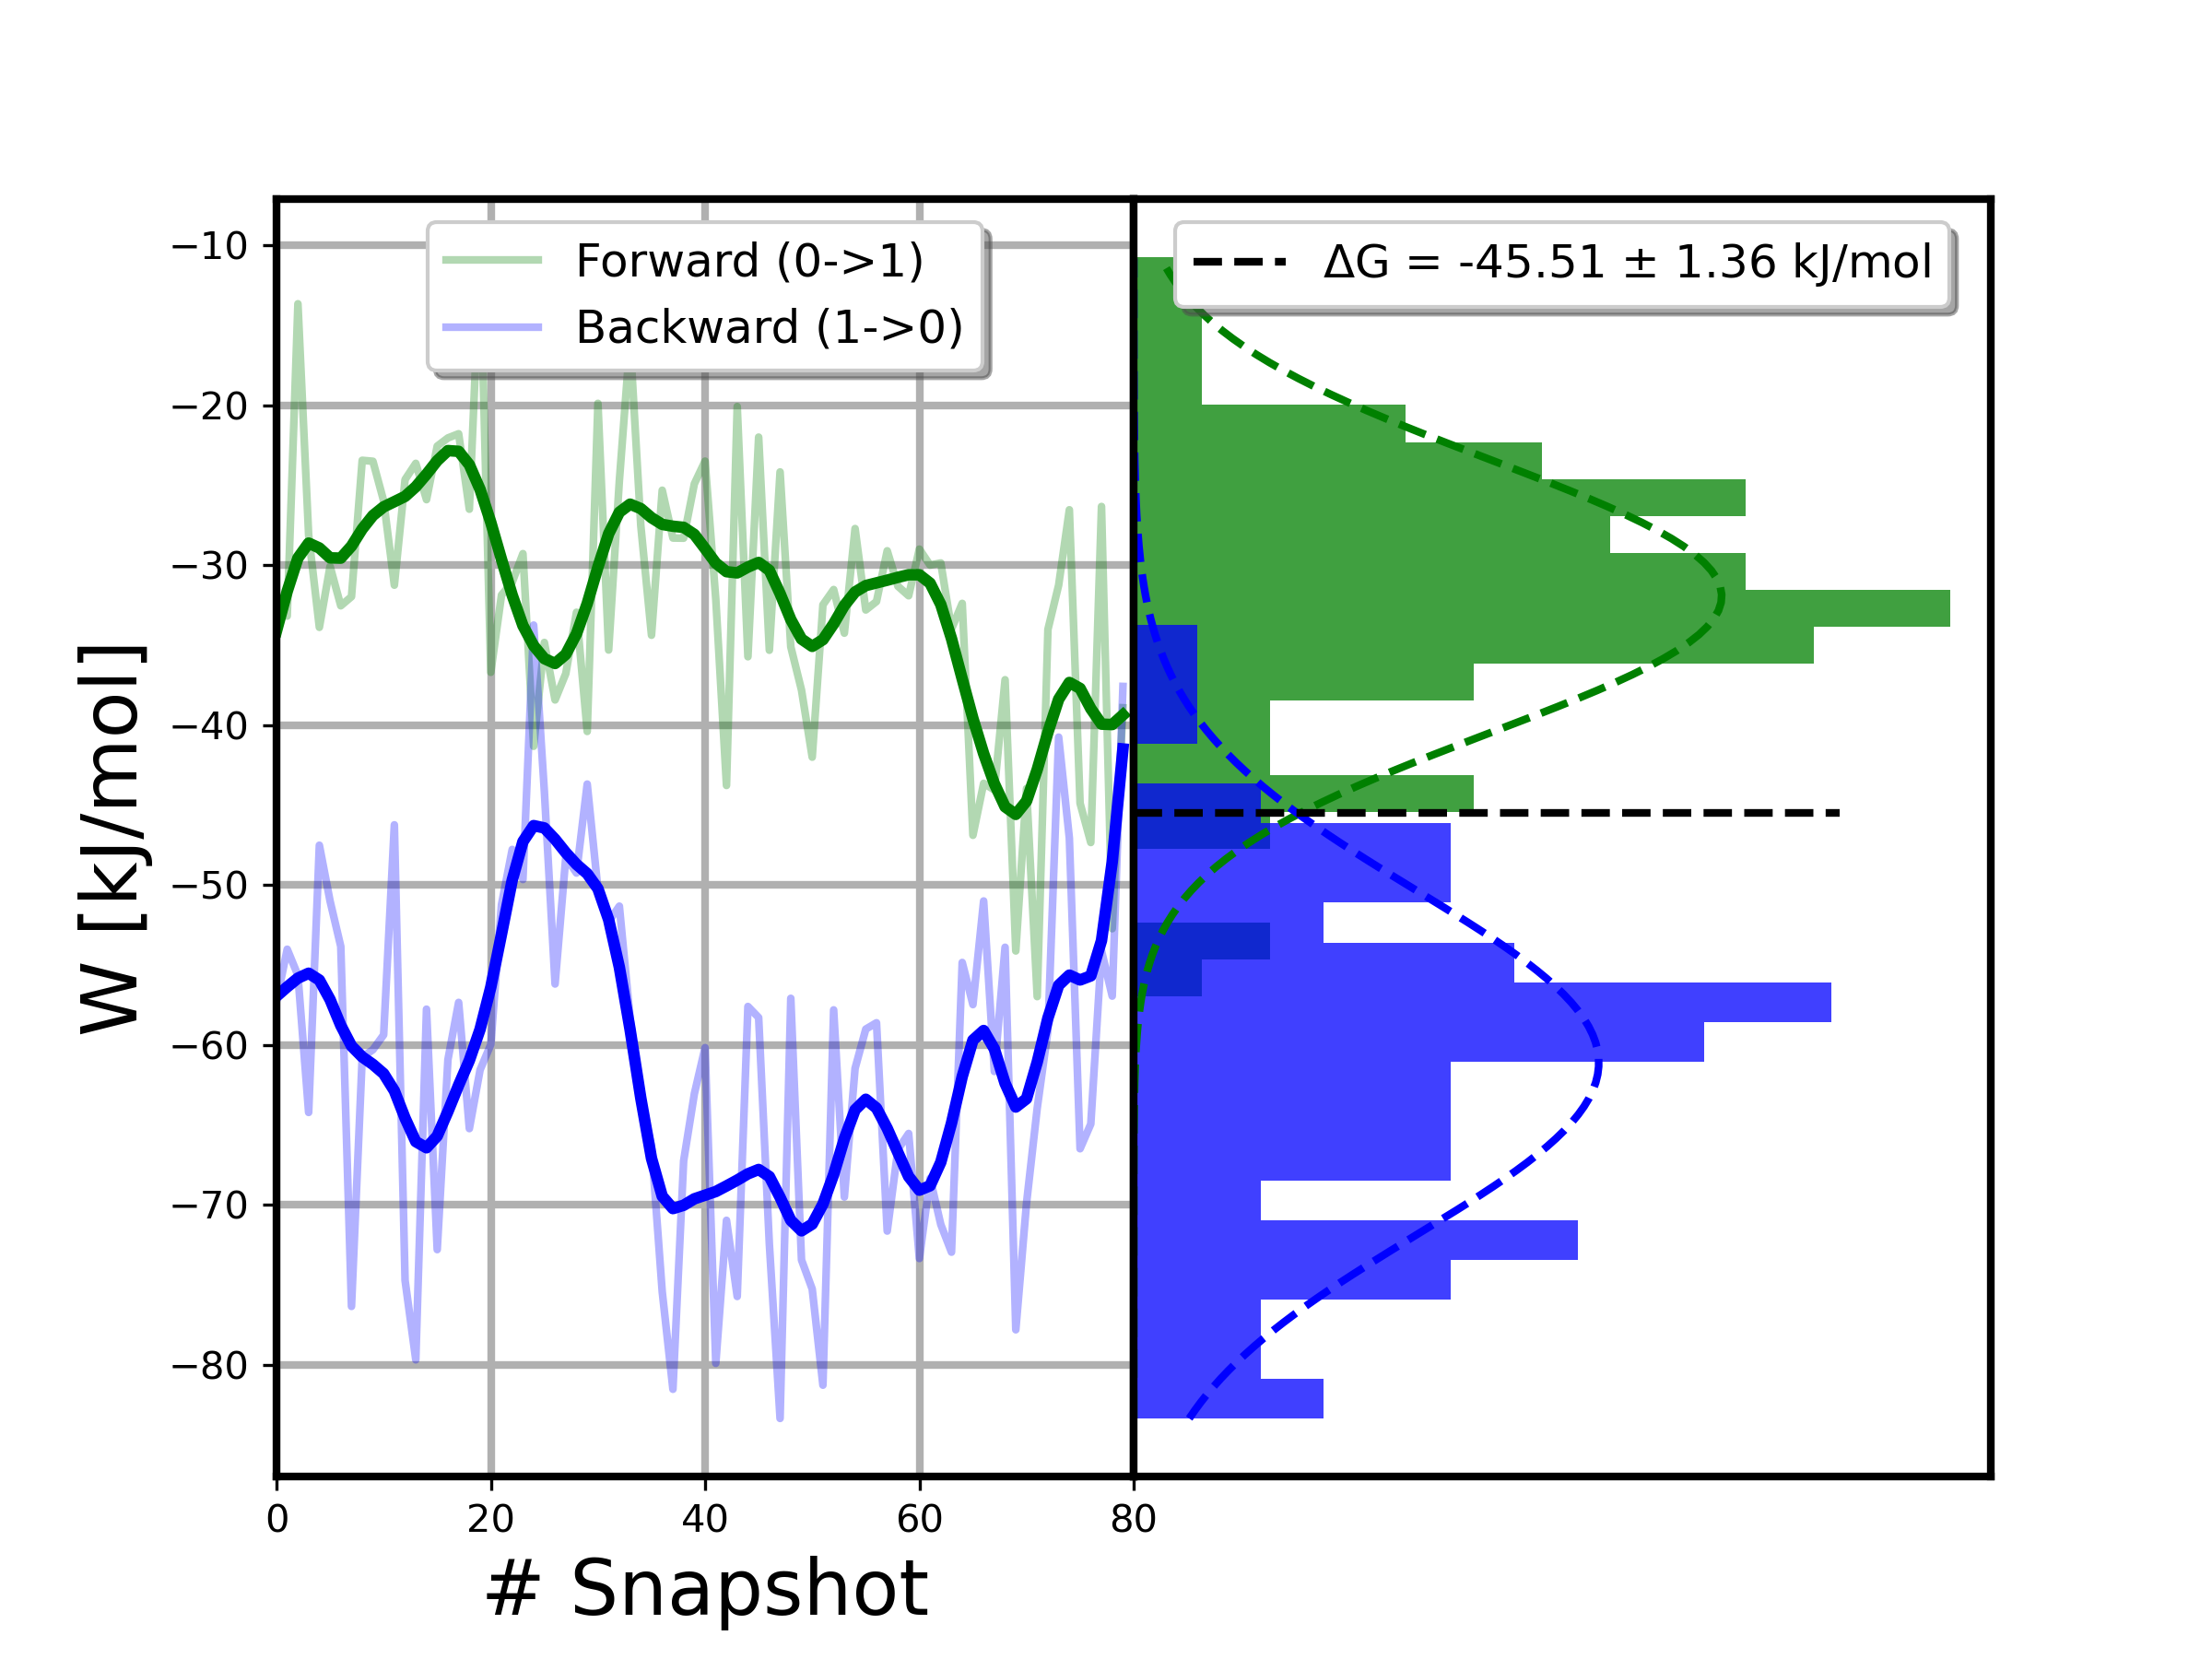 Forward (0->1)
Backward (1->0)
ΔG = -45.51 ± 1.36 kJ/mol
W [kJ/mol]
−10
−20
−30
−40
−50
−60
−70
−80
0 20 40 60 80
# Snapshot